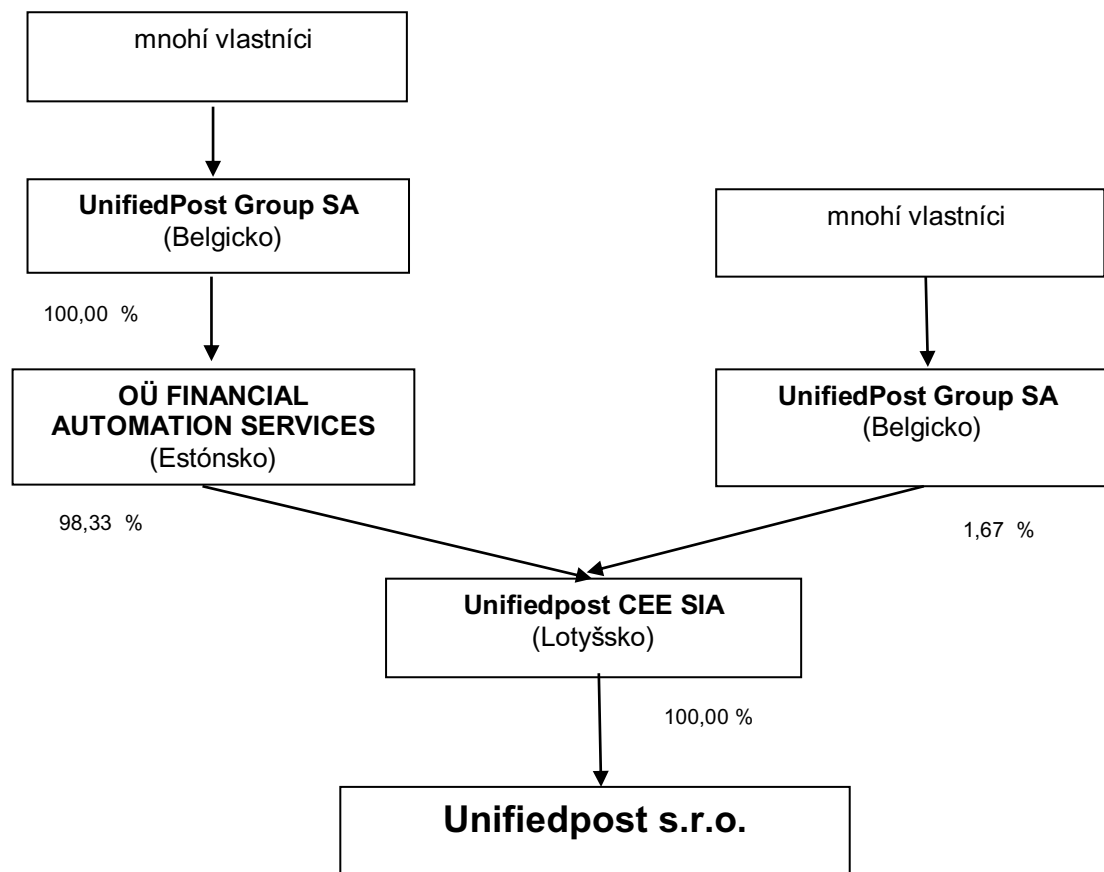 mnohí vlastníci
UnifiedPost Group SA
(Belgicko)
mnohí vlastníci
100,00 %
OÜ FINANCIAL
AUTOMATION SERVICES
(Estónsko)
UnifiedPost Group SA
(Belgicko)
98,33 %
1,67 %
Unifiedpost CEE SIA
(Lotyšsko)
100,00 %
Unifiedpost s.r.o.